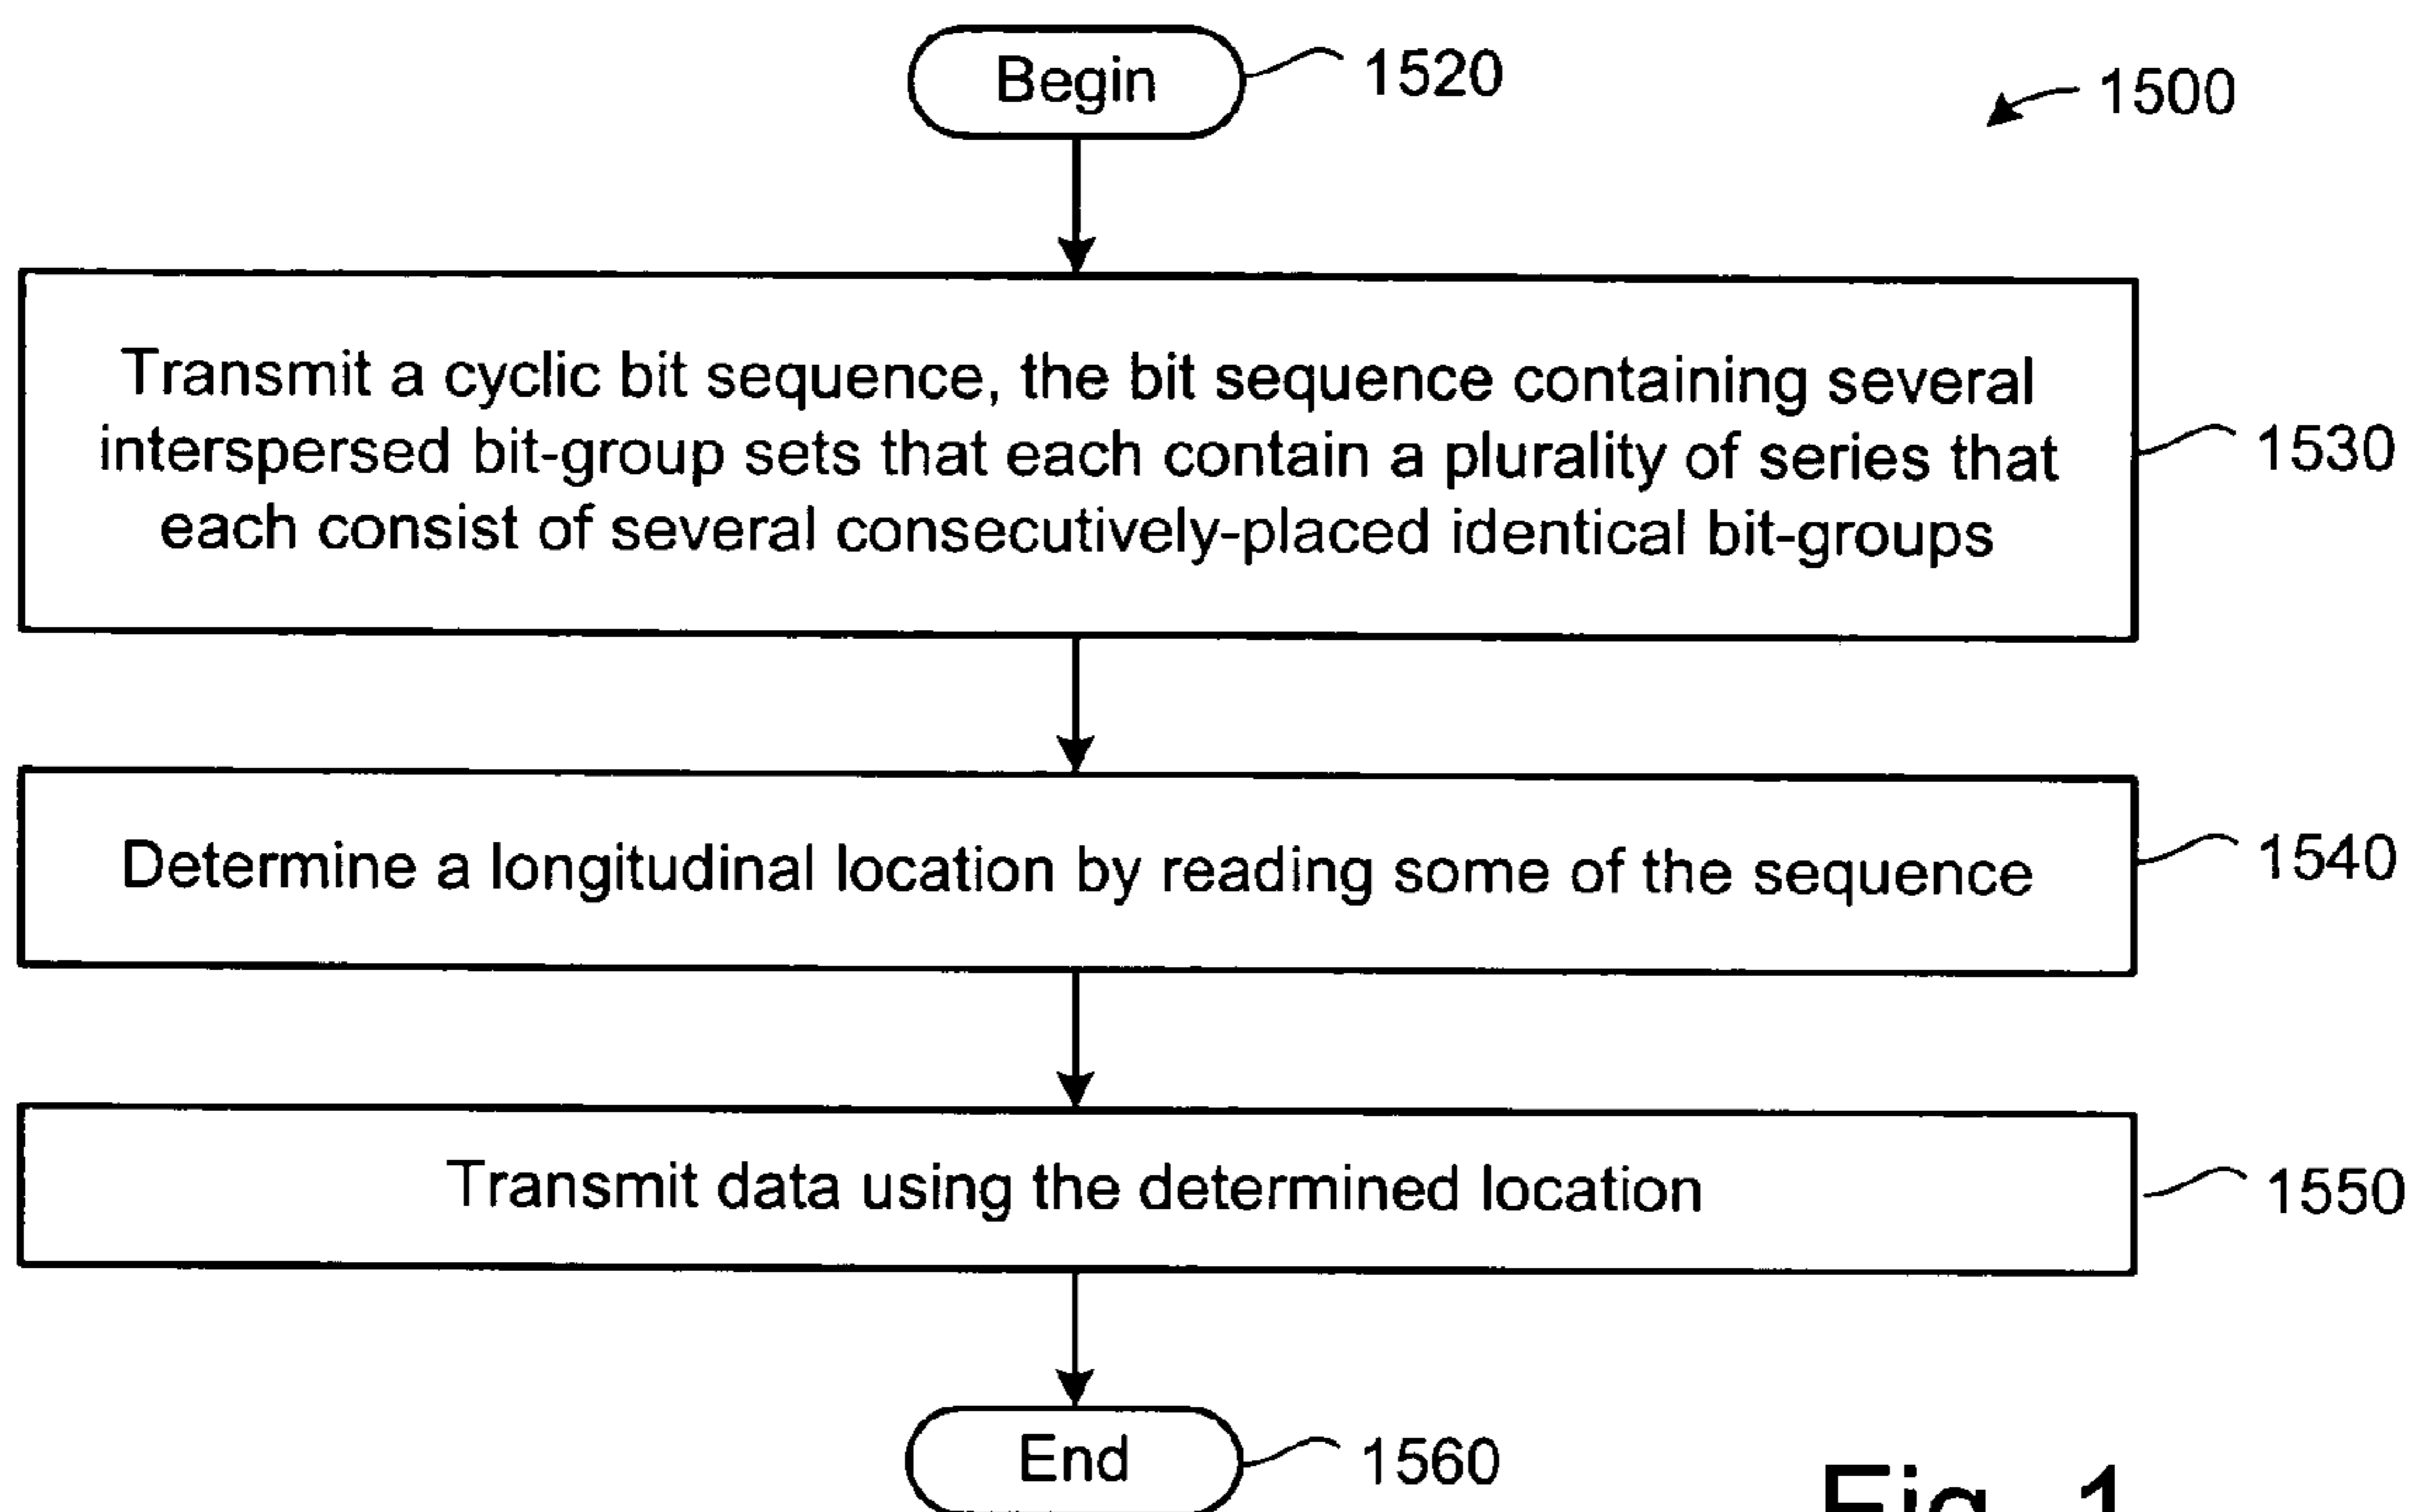 Begin
1520
1500
Transmit a cyclic bit sequence, the bit sequence containing several
interspersed bit-group sets that each contain a plurality of series that
each consist of several consecutively-placed identical bit-groups
1530
Determine a longitudinal location by reading some of the sequence
1540
Transmit data using the determined location
1550
End
1560
Fig. 1